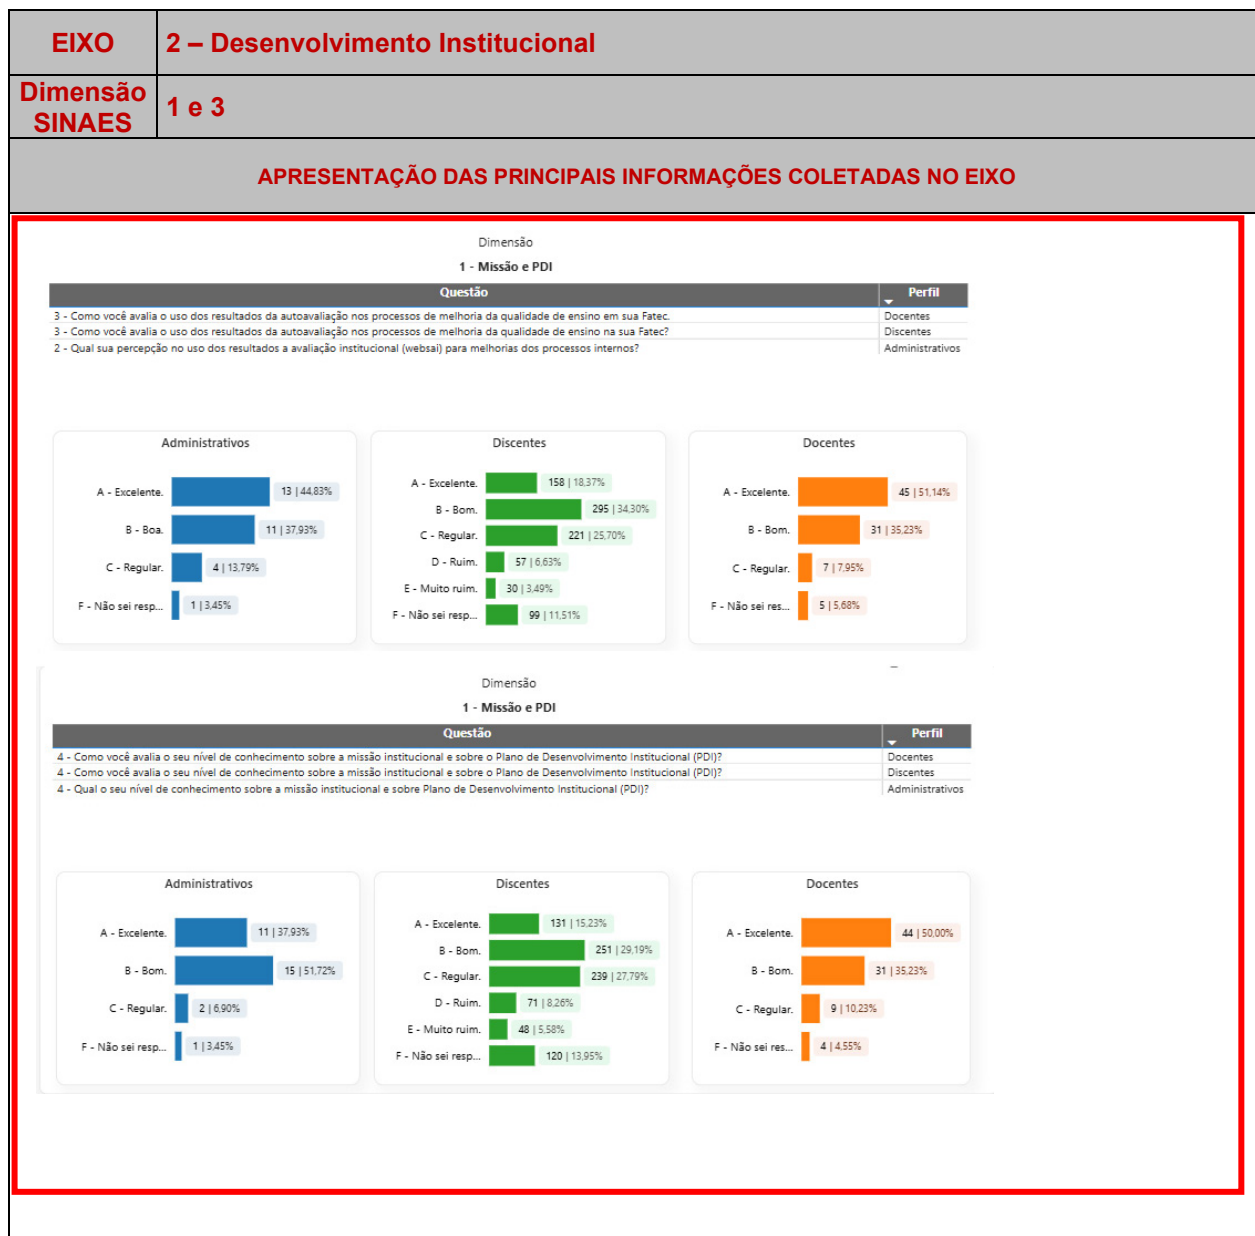 EIXO
2 – Desenvolvimento Institucional
Dimensão SINAES
1 e 3
APRESENTAÇÃO DAS PRINCIPAIS INFORMAÇÕES COLETADAS NO EIXO
Dimensão
1 - Missão e PDI
Questão Perfil
3 - Como você avalia o uso dos resultados da autoavaliação nos processos de melhoria da qualidade de ensino em sua Fatec. Docentes
3 - Como você avalia o uso dos resultados da autoavaliação nos processos de melhoria da qualidade de ensino na sua Fatec? Discentes
2 - Qual sua percepção no uso dos resultados a avaliação institucional (websai) para melhorias dos processos internos? Administrativos
Administrativos
A - Excelente. 13 | 44,83%
B - Boa. 11 | 37,93%
C - Regular. 4 | 13,79%
F - Não sei resp... 1 | 3,45%
Discentes
A - Excelente. 158 | 18,37%
B - Bom. 295 | 34,30%
C - Regular. 221 | 25,70%
D - Ruim. 57 | 6,63%
E - Muito ruim. 30 | 3,49%
F - Não sei resp... 99 | 11,51%
Docentes
A - Excelente. 45 | 51,14%
B - Bom. 31 | 35,23%
C - Regular. 7 | 7,95%
F - Não sei res... 5 | 5,68%
Dimensão
1 - Missão e PDI
Questão Perfil
4 - Como você avalia o seu nível de conhecimento sobre a missão institucional e sobre o Plano de Desenvolvimento Institucional (PDI)? Docentes
4 - Como você avalia o seu nível de conhecimento sobre a missão institucional e sobre o Plano de Desenvolvimento Institucional (PDI)? Discentes
4 - Qual o seu nível de conhecimento sobre a missão institucional e sobre Plano de Desenvolvimento Institucional (PDI)? Administrativos
Administrativos
A - Excelente. 11 | 37,93%
B - Bom. 15 | 51,72%
C - Regular. 2 | 6,90%
F - Não sei resp... 1 | 3,45%
Discentes
A - Excelente. 131 | 15,23%
B - Bom. 251 | 29,19%
C - Regular. 239 | 27,79%
D - Ruim. 71 | 8,26%
E - Muito ruim. 48 | 5,58%
F - Não sei resp... 120 | 13,95%
Docentes
A - Excelente. 44 | 50,00%
B - Bom. 31 | 35,23%
C - Regular. 9 | 10,23%
F - Não sei res... 4 | 4,55%